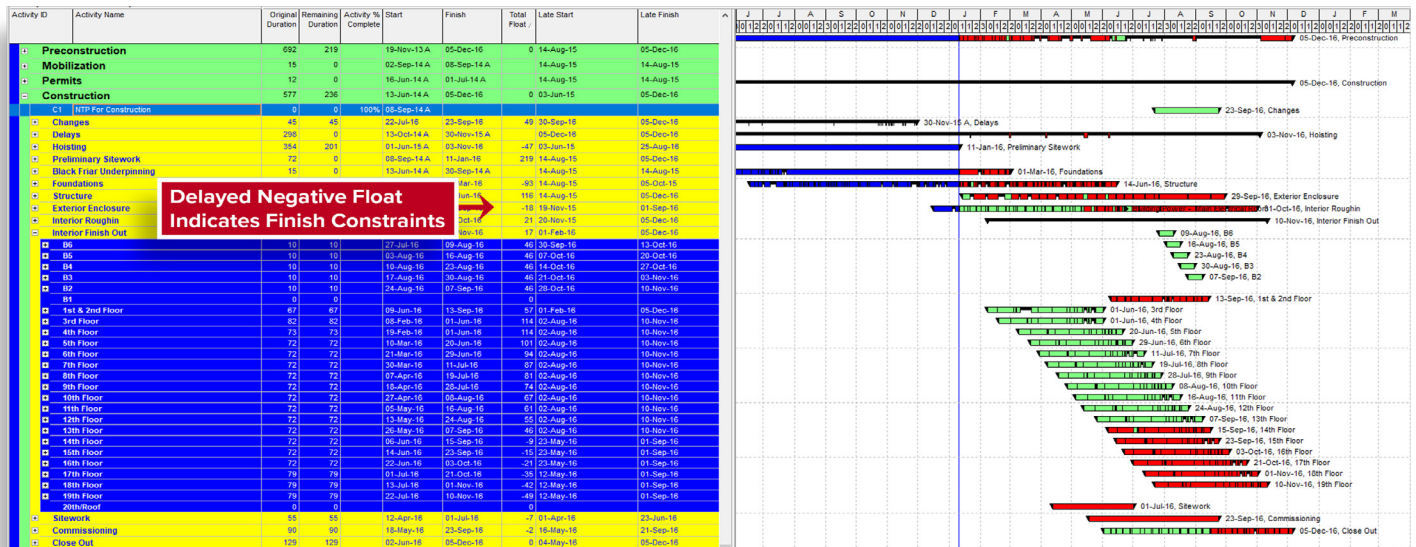 Activity ID Activity Name Original Duration Remaining Duration Activity % Complete Start Finish Total Float Late Start Late Finish
J A S O N D J F M A M J J A S O N D J F M
Preconstruction 692 219 19-Nov-13 A 05-Dec-16 0 14-Aug-15 05-Dec-16
05-Dec-16, Preconstruction
Mobilization 15 0 02-Sep-14 A 08-Sep-14 A 14-Aug-15 14-Aug-15
Permits 12 0 16-Jun-14 A 01-Jul-14 A 14-Aug-15 14-Aug-15
Construction 577 236 13-Jun-14 A 05-Dec-16 0 03-Jun-15 05-Dec-16
05-Dec-16, Construction
C1 NTP For Construction 0 0 100% 08-Sep-14 A
Changes 45 45 22-Jul-16 23-Sep-16 49 30-Sep-16 05-Dec-16
23-Sep-16, Changes
Delays 298 0 13-Oct-14 A 30-Nov-15 A 05-Dec-16 05-Dec-16
30-Nov-15 A, Delays
Hoisting 354 201 01-Jun-15 A 03-Nov-16 -47 03-Jun-15 25-Aug-16
03-Nov-16, Hoisting
Preliminary Sitework 72 0 08-Sep-14 A 11-Jan-16 219 14-Aug-15 05-Dec-16
11-Jan-16, Preliminary Sitework
Black Friar Underpinning 15 0 13-Jun-14 A 30-Sep-14 A 14-Aug-15 14-Aug-15
Foundations Mar-16 -93 14-Aug-15 05-Oct-15
01-Mar-16, Foundations
Structure 116 14-Aug-15 05-Dec-16
14-Jun-16, Structure
Exterior Enclosure -18 19-Nov-15 01-Sep-16
29-Sep-16, Exterior Enclosure
Interior Roughin 21 20-Nov-15 05-Dec-16
31-Oct-16, Interior Roughin
Interior Finish Out Nov-16 17 01-Feb-16 05-Dec-16
10-Nov-16, Interior Finish Out
Delayed Negative Float
Indicates Finish Constraints
B6 10 10 27-Jul-16 09-Aug-16 46 30-Sep-16 13-Oct-16
09-Aug-16, B6
B5 10 10 03-Aug-16 16-Aug-16 46 07-Oct-16 20-Oct-16
16-Aug-16, B5
B4 10 10 10-Aug-16 23-Aug-16 46 14-Oct-16 27-Oct-16
23-Aug-16, B4
B3 10 10 17-Aug-16 30-Aug-16 46 21-Oct-16 03-Nov-16
30-Aug-16, B3
B2 10 10 24-Aug-16 07-Sep-16 46 28-Oct-16 10-Nov-16
07-Sep-16, B2
B1 0 0 0
1st & 2nd Floor 67 67 09-Jun-16 13-Sep-16 57 01-Feb-16 05-Dec-16
13-Sep-16, 1st & 2nd Floor
3rd Floor 82 82 08-Feb-16 01-Jun-16 114 02-Aug-16 10-Nov-16
01-Jun-16, 3rd Floor
4th Floor 73 73 19-Feb-16 01-Jun-16 114 02-Aug-16 10-Nov-16
01-Jun-16, 4th Floor
5th Floor 72 72 10-Mar-16 20-Jun-16 101 02-Aug-16 10-Nov-16
20-Jun-16, 5th Floor
6th Floor 72 72 21-Mar-16 29-Jun-16 94 02-Aug-16 10-Nov-16
29-Jun-16, 6th Floor
7th Floor 72 72 30-Mar-16 11-Jul-16 87 02-Aug-16 10-Nov-16
11-Jul-16, 7th Floor
8th Floor 72 72 07-Apr-16 19-Jul-16 81 02-Aug-16 10-Nov-16
19-Jul-16, 8th Floor
9th Floor 72 72 18-Apr-16 28-Jul-16 74 02-Aug-16 10-Nov-16
28-Jul-16, 9th Floor
10th Floor 72 72 27-Apr-16 08-Aug-16 67 02-Aug-16 10-Nov-16
08-Aug-16, 10th Floor
11th Floor 72 72 05-May-16 16-Aug-16 61 02-Aug-16 10-Nov-16
16-Aug-16, 11th Floor
12th Floor 72 72 13-May-16 24-Aug-16 55 02-Aug-16 10-Nov-16
24-Aug-16, 12th Floor
13th Floor 72 72 26-May-16 07-Sep-16 46 02-Aug-16 10-Nov-16
07-Sep-16, 13th Floor
14th Floor 72 72 06-Jun-16 15-Sep-16 -9 23-May-16 01-Sep-16
15-Sep-16, 14th Floor
15th Floor 72 72 14-Jun-16 23-Sep-16 -15 23-May-16 01-Sep-16
23-Sep-16, 15th Floor
16th Floor 72 72 22-Jun-16 03-Oct-16 -21 23-May-16 01-Sep-16
03-Oct-16, 16th Floor
17th Floor 79 79 01-Jul-16 21-Oct-16 -35 12-May-16 01-Sep-16
21-Oct-16, 17th Floor
18th Floor 79 79 13-Jul-16 01-Nov-16 -42 12-May-16 01-Sep-16
01-Nov-16, 18th Floor
19th Floor 79 79 22-Jul-16 10-Nov-16 -49 12-May-16 01-Sep-16
10-Nov-16, 19th Floor
20th/Roof 0 0 0
Sitework 55 55 12-Apr-16 01-Jul-16 -7 01-Apr-16 23-Jun-16
01-Jul-16, Sitework
Commissioning 90 90 18-May-16 23-Sep-16 -2 16-May-16 21-Sep-16
23-Sep-16, Commissioning
Close Out 129 129 02-Jun-16 05-Dec-16 0 04-May-16 05-Dec-16
05-Dec-16, Close Out